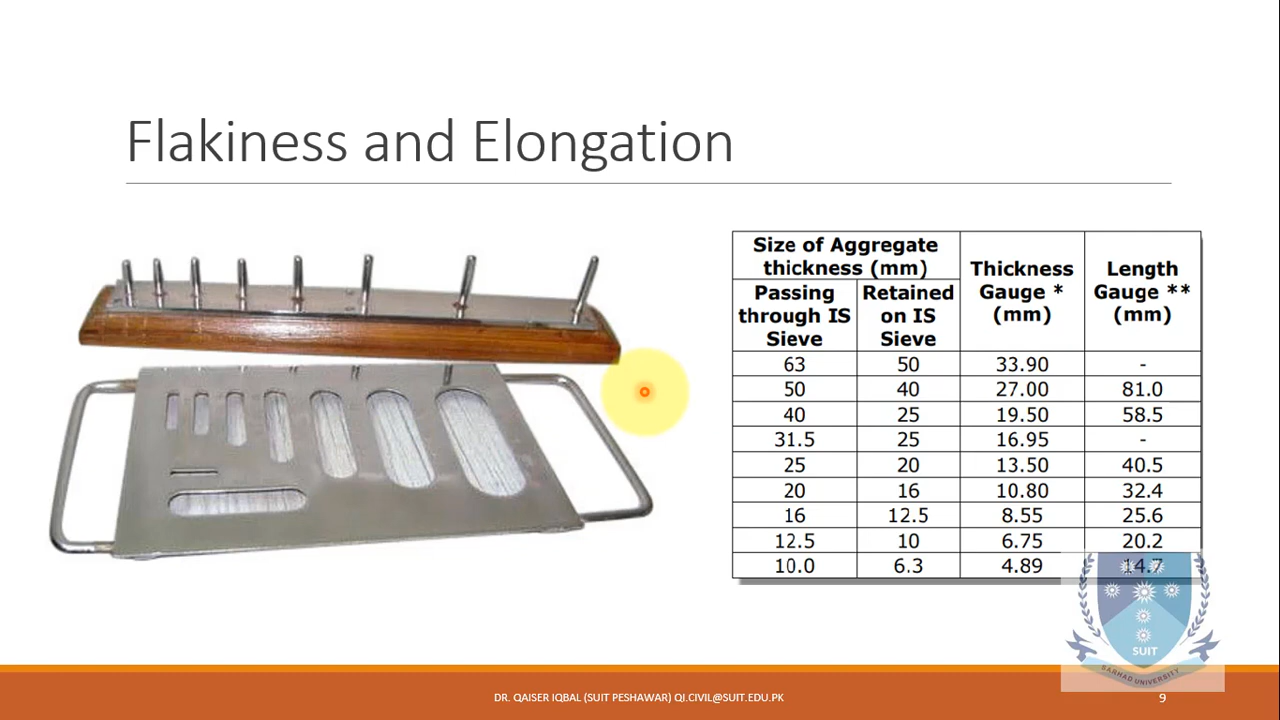 Flakiness and Elongation
Size of Aggregate
thickness (mm)
Thickness
Gauge *
(mm)
Length
Gauge **
(mm)
Passing
through IS
Sieve
Retained
on IS
Sieve
63 50 33.90 -
50 40 27.00 81.0
40 25 19.50 58.5
31.5 25 16.95 -
25 20 13.50 40.5
20 16 10.80 32.4
16 12.5 8.55 25.6
12.5 10 6.75 20.2
10.0 6.3 4.89 14.7
SUIT
SARHAD UNIVERSITY
DR. QAISER IQBAL (SUIT PESHAWAR) QI.CIVIL@SUIT.EDU.PK
9